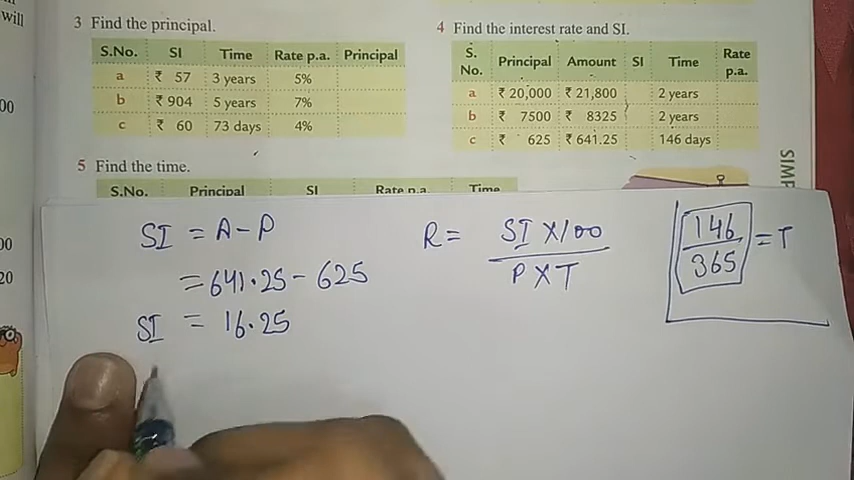 will
3 Find the principal.
S.No. SI Time Rate p.a. Principal
a ₹ 57 3 years 5%
b ₹ 904 5 years 7%
c ₹ 60 73 days 4%
4 Find the interest rate and SI.
S. No. Principal Amount SI Time Rate p.a.
a ₹ 20,000 ₹ 21,800 2 years
b ₹ 7500 ₹ 8325 2 years
c ₹ 625 ₹ 641.25 146 days
5 Find the time.
S.No. Principal SI Rate p.a. Time
00
00
20
SIMP
SI = A - P
= 641.25 - 625
SI = 16.25
R = SI X 100
P X T
146
365 = T